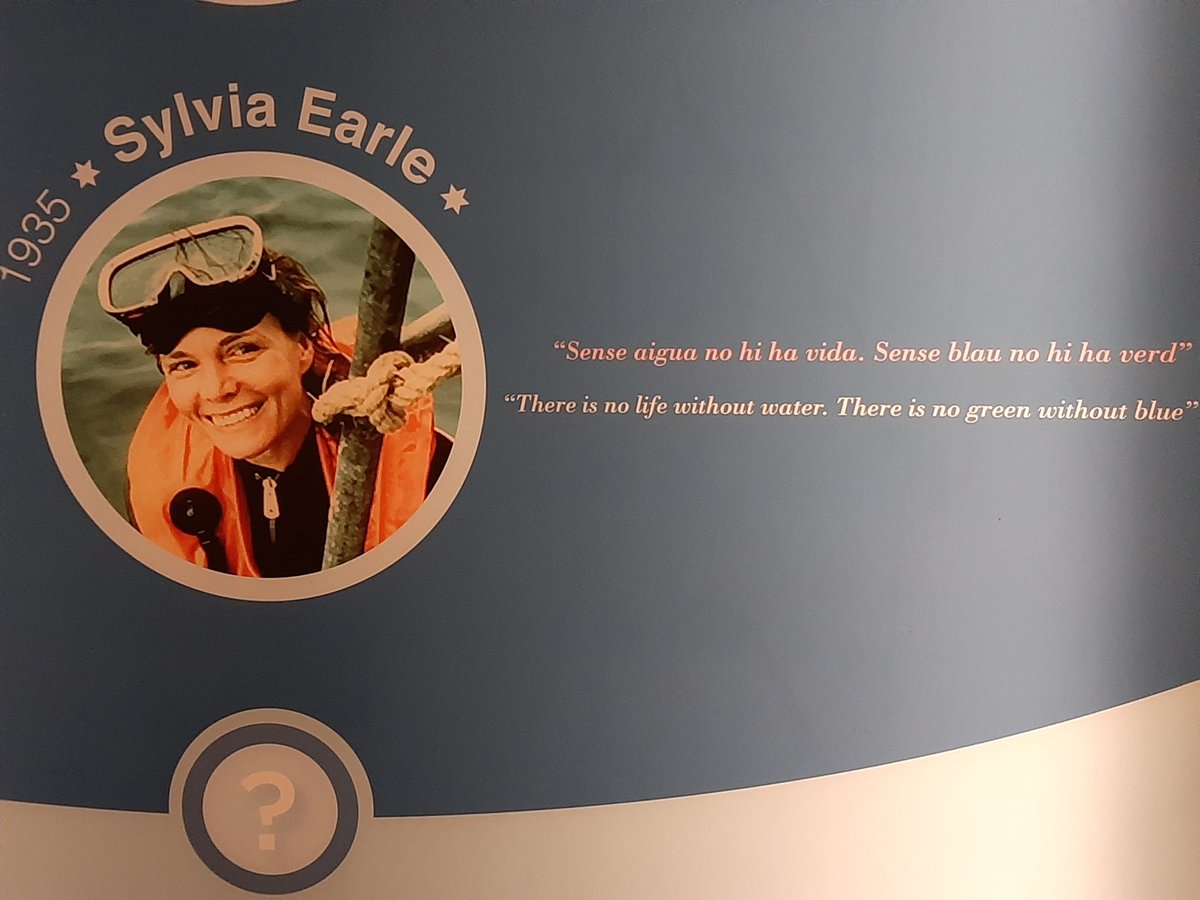 1935 ★ Sylvia Earle ★
“Sense aigua no hi ha vida. Sense blau no hi ha verd”
“There is no life without water. There is no green without blue”
?